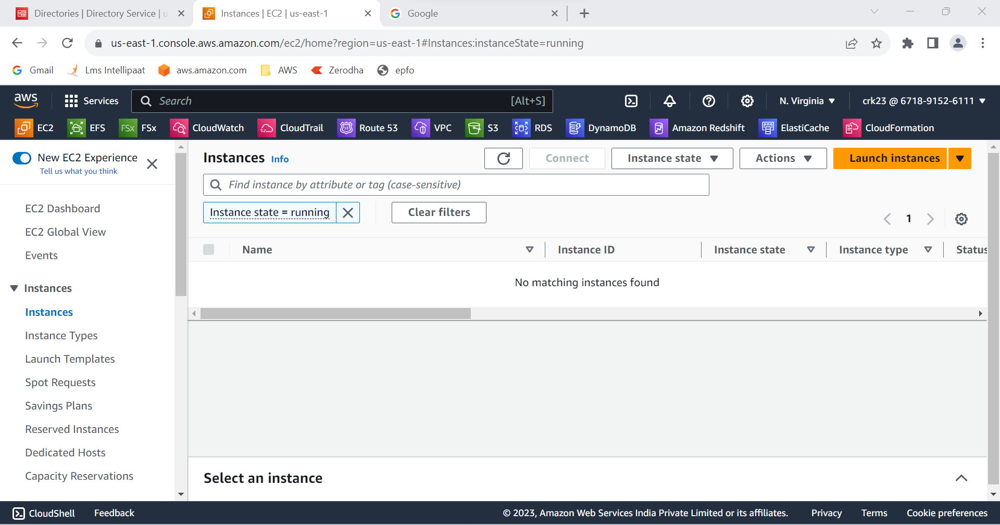 Directories | Directory Service | u
Instances | EC2 | us-east-1
Google
us-east-1.console.aws.amazon.com/ec2/home?region=us-east-1#Instances:instanceState=running
Gmail
Lms Intellipaat
aws.amazon.com
AWS
Zerodha
epfo
aws
Services
Search
[Alt+S]
N. Virginia
crk23 @ 6718-9152-6111
EC2
EFS
FSx FSx
CloudWatch
CloudTrail
53 Route 53
VPC
S3
RDS
DynamoDB
Amazon Redshift
ElastiCache
CloudFormation
New EC2 Experience
Tell us what you think
EC2 Dashboard
EC2 Global View
Events
Instances
Instances
Instance Types
Launch Templates
Spot Requests
Savings Plans
Reserved Instances
Dedicated Hosts
Capacity Reservations
Instances Info
Connect
Instance state
Actions
Launch instances
Find instance by attribute or tag (case-sensitive)
Instance state = running
Clear filters
1
Name
Instance ID
Instance state
Instance type
Status
No matching instances found
Select an instance
CloudShell
Feedback
© 2023, Amazon Web Services India Private Limited or its affiliates.
Privacy
Terms
Cookie preferences